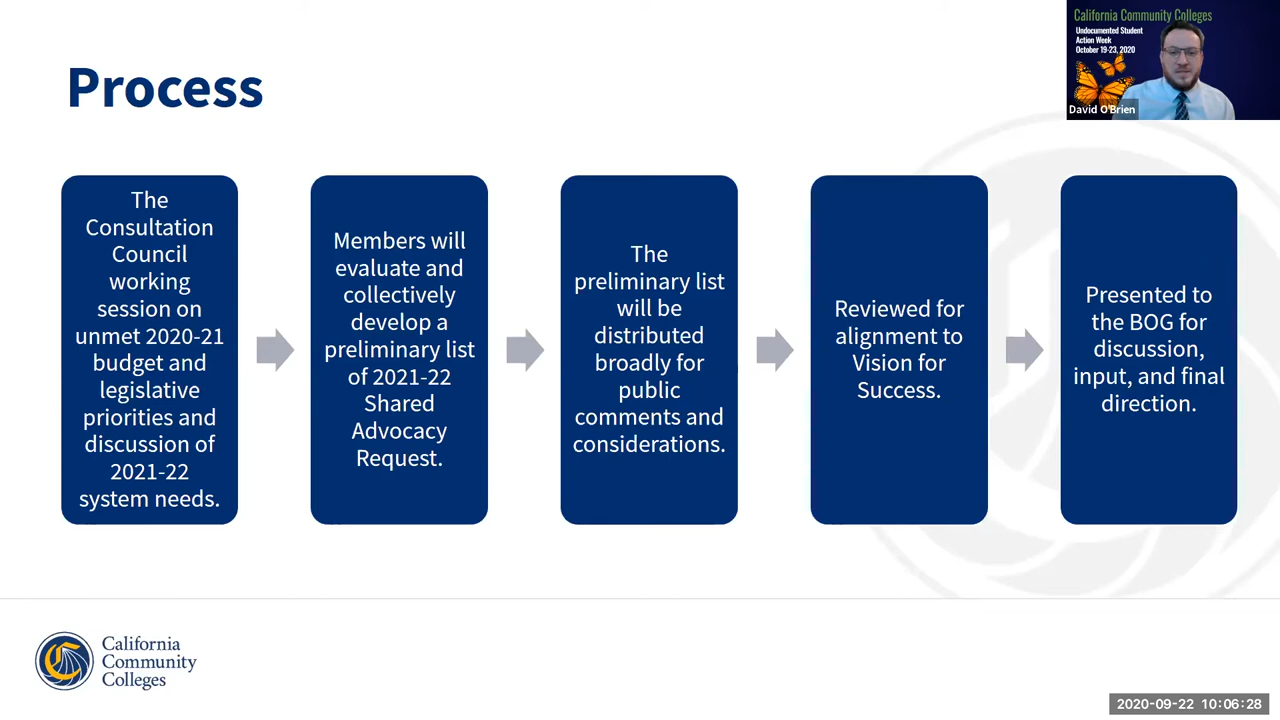 Process
The
Consultation
Council
working
session on
unmet 2020-21
budget and
legislative
priorities and
discussion of
2021-22
system needs.
Members will
evaluate and
collectively
develop a
preliminary list
of 2021-22
Shared
Advocacy
Request.
The
preliminary list
will be
distributed
broadly for
public
comments and
considerations.
Reviewed for
alignment to
Vision for
Success.
Presented to
the BOG for
discussion,
input, and final
direction.
California Community Colleges
Undocumented Student
Action Week
October 19-23, 2020
David O'Brien
California
Community
Colleges
2020-09-22 10:06:28